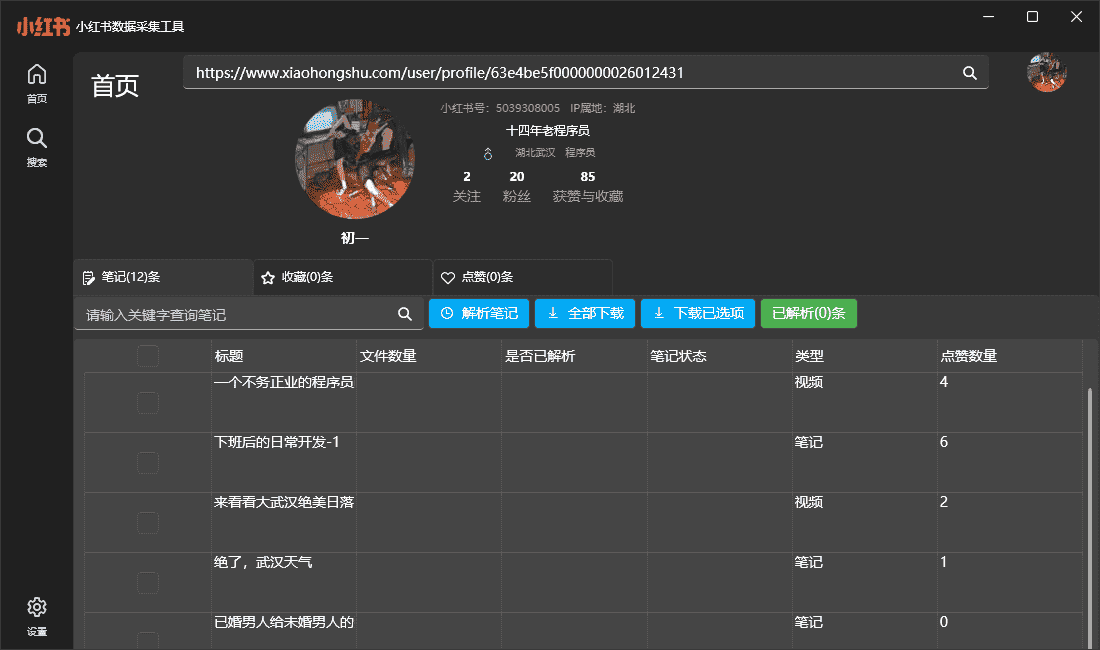 小红书 小红书数据采集工具
首页
https://www.xiaohongshu.com/user/profile/63e4be5f0000000026012431
首页
搜索
小红书号：5039308005 IP属地：湖北
十四年老程序员
湖北武汉 程序员
2 20 85
关注 粉丝 获赞与收藏
初一
笔记(12)条 收藏(0)条 点赞(0)条
请输入关键字查询笔记 解析笔记 全部下载 下载已选项 已解析(0)条
标题 文件数量 是否已解析 笔记状态 类型 点赞数量
一个不务正业的程序员 视频 4
下班后的日常开发-1 笔记 6
来看看大武汉绝美日落 视频 2
绝了，武汉天气 笔记 1
已婚男人给未婚男人的 笔记 0
设置